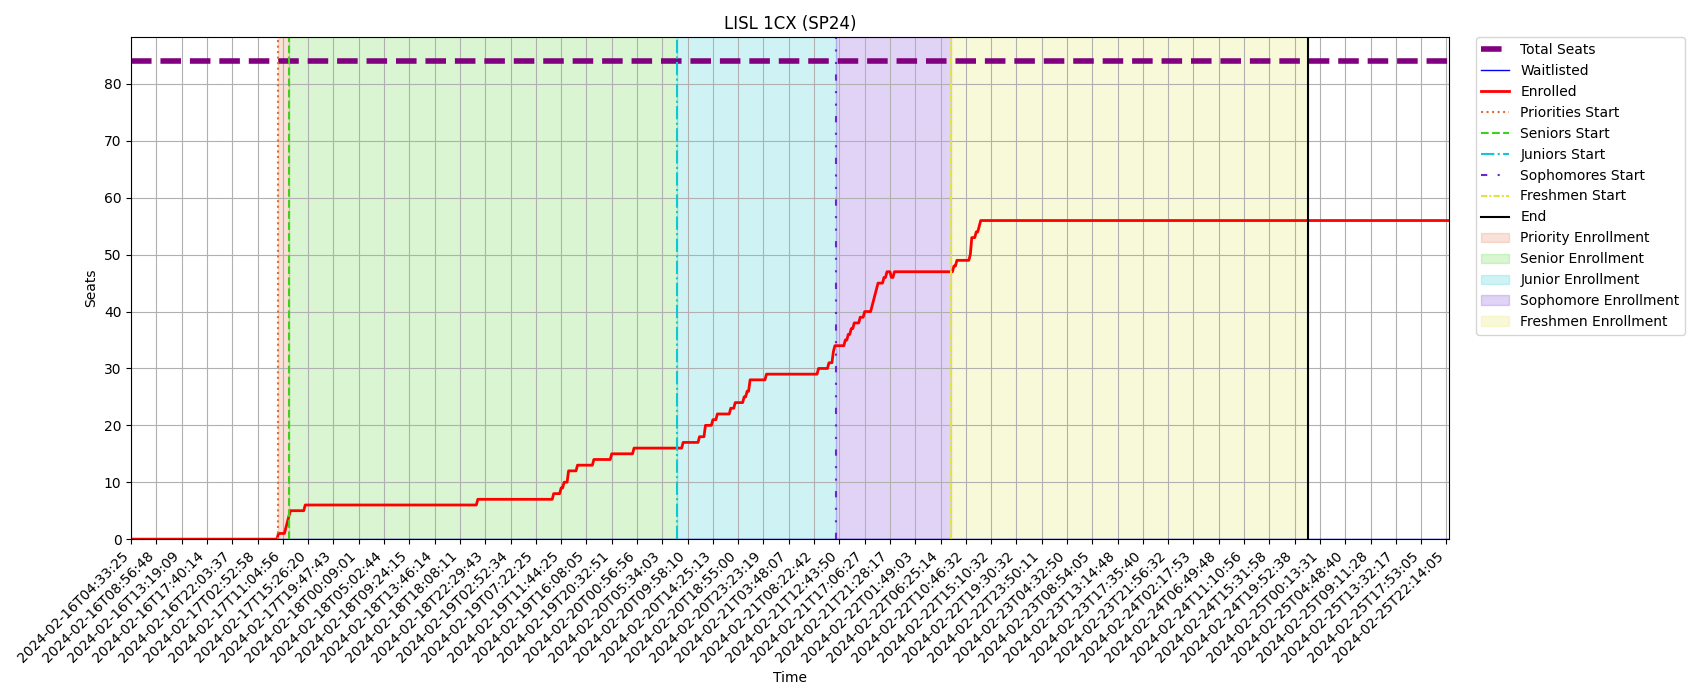 LISL 1CX (SP24)
Total Seats
Waitlisted
Enrolled
Priorities Start
Seniors Start
Juniors Start
Sophomores Start
Freshmen Start
End
Priority Enrollment
Senior Enrollment
Junior Enrollment
Sophomore Enrollment
Freshmen Enrollment
Seats
80
70
60
50
40
30
20
10
0
2024-02-16T04:33:25
2024-02-16T08:56:48
2024-02-16T13:19:09
2024-02-16T17:40:14
2024-02-16T22:03:37
2024-02-17T02:52:58
2024-02-17T11:04:56
2024-02-17T15:26:20
2024-02-17T19:47:43
2024-02-18T00:09:01
2024-02-18T05:02:44
2024-02-18T09:24:15
2024-02-18T13:46:14
2024-02-18T18:08:11
2024-02-18T22:29:43
2024-02-19T02:52:34
2024-02-19T07:22:25
2024-02-19T11:44:25
2024-02-19T16:08:05
2024-02-19T20:32:51
2024-02-20T00:56:56
2024-02-20T05:34:03
2024-02-20T09:58:10
2024-02-20T14:25:13
2024-02-20T18:55:00
2024-02-20T23:23:19
2024-02-21T03:48:07
2024-02-21T08:22:42
2024-02-21T12:43:50
2024-02-21T17:06:27
2024-02-21T21:28:17
2024-02-22T01:49:03
2024-02-22T06:25:14
2024-02-22T10:46:32
2024-02-22T15:10:32
2024-02-22T19:30:32
2024-02-22T23:50:11
2024-02-23T04:32:50
2024-02-23T08:54:05
2024-02-23T13:14:48
2024-02-23T17:35:40
2024-02-23T21:56:32
2024-02-24T02:17:53
2024-02-24T06:49:48
2024-02-24T11:10:56
2024-02-24T15:31:58
2024-02-24T19:52:38
2024-02-25T00:13:31
2024-02-25T04:48:40
2024-02-25T09:11:28
2024-02-25T13:32:17
2024-02-25T17:53:05
2024-02-25T22:14:05
Time